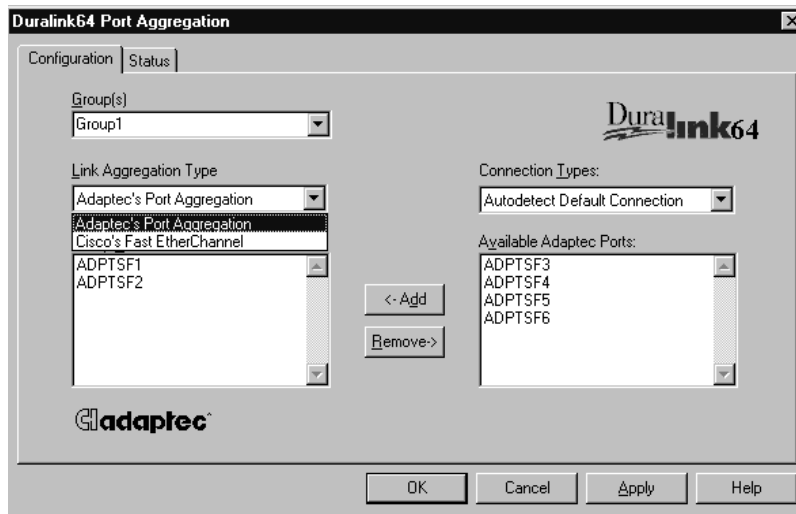 Duralink64 Port Aggregation
Configuration
Status
Group(s)
Group1
Duralink64
Link Aggregation Type
Adaptec's Port Aggregation
Adaptec's Port Aggregation
Cisco's Fast EtherChannel
ADPTSF1
ADPTSF2
<- Add
Remove->
Connection Types:
Autodetect Default Connection
Available Adaptec Ports:
ADPTSF3
ADPTSF4
ADPTSF5
ADPTSF6
adaptec
OK
Cancel
Apply
Help